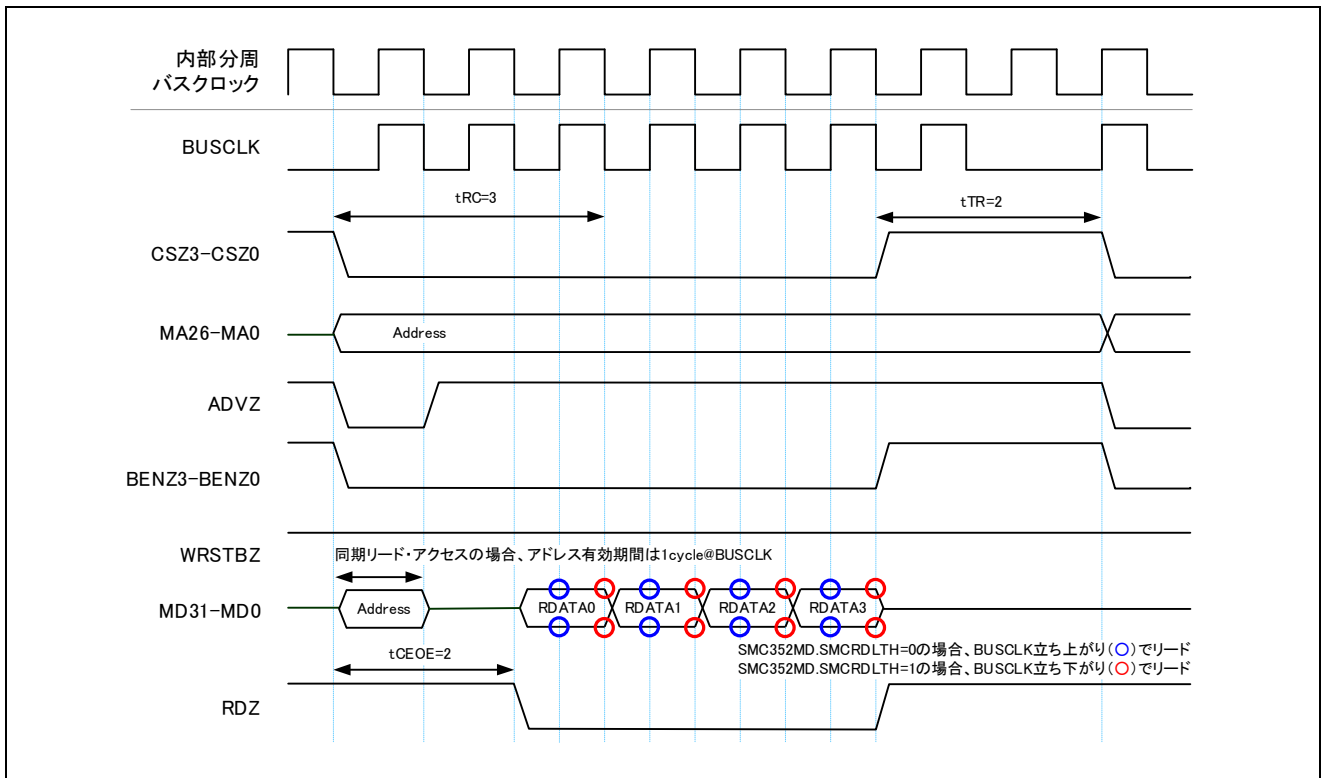 内部分周
バスクロック
BUSCLK
tRC=3
tTR=2
CSZ3-CSZ0
MA26-MA0
Address
ADVZ
BENZ3-BENZ0
WRSTBZ
同期リード・アクセスの場合、アドレス有効期間は1cycle@BUSCLK
MD31-MD0
Address
RDATA0
RDATA1
RDATA2
RDATA3
SMC352MD.SMCRDLTH=0の場合、BUSCLK立ち上がり(○)でリード
SMC352MD.SMCRDLTH=1の場合、BUSCLK立ち下がり(○)でリード
tCEOE=2
RDZ